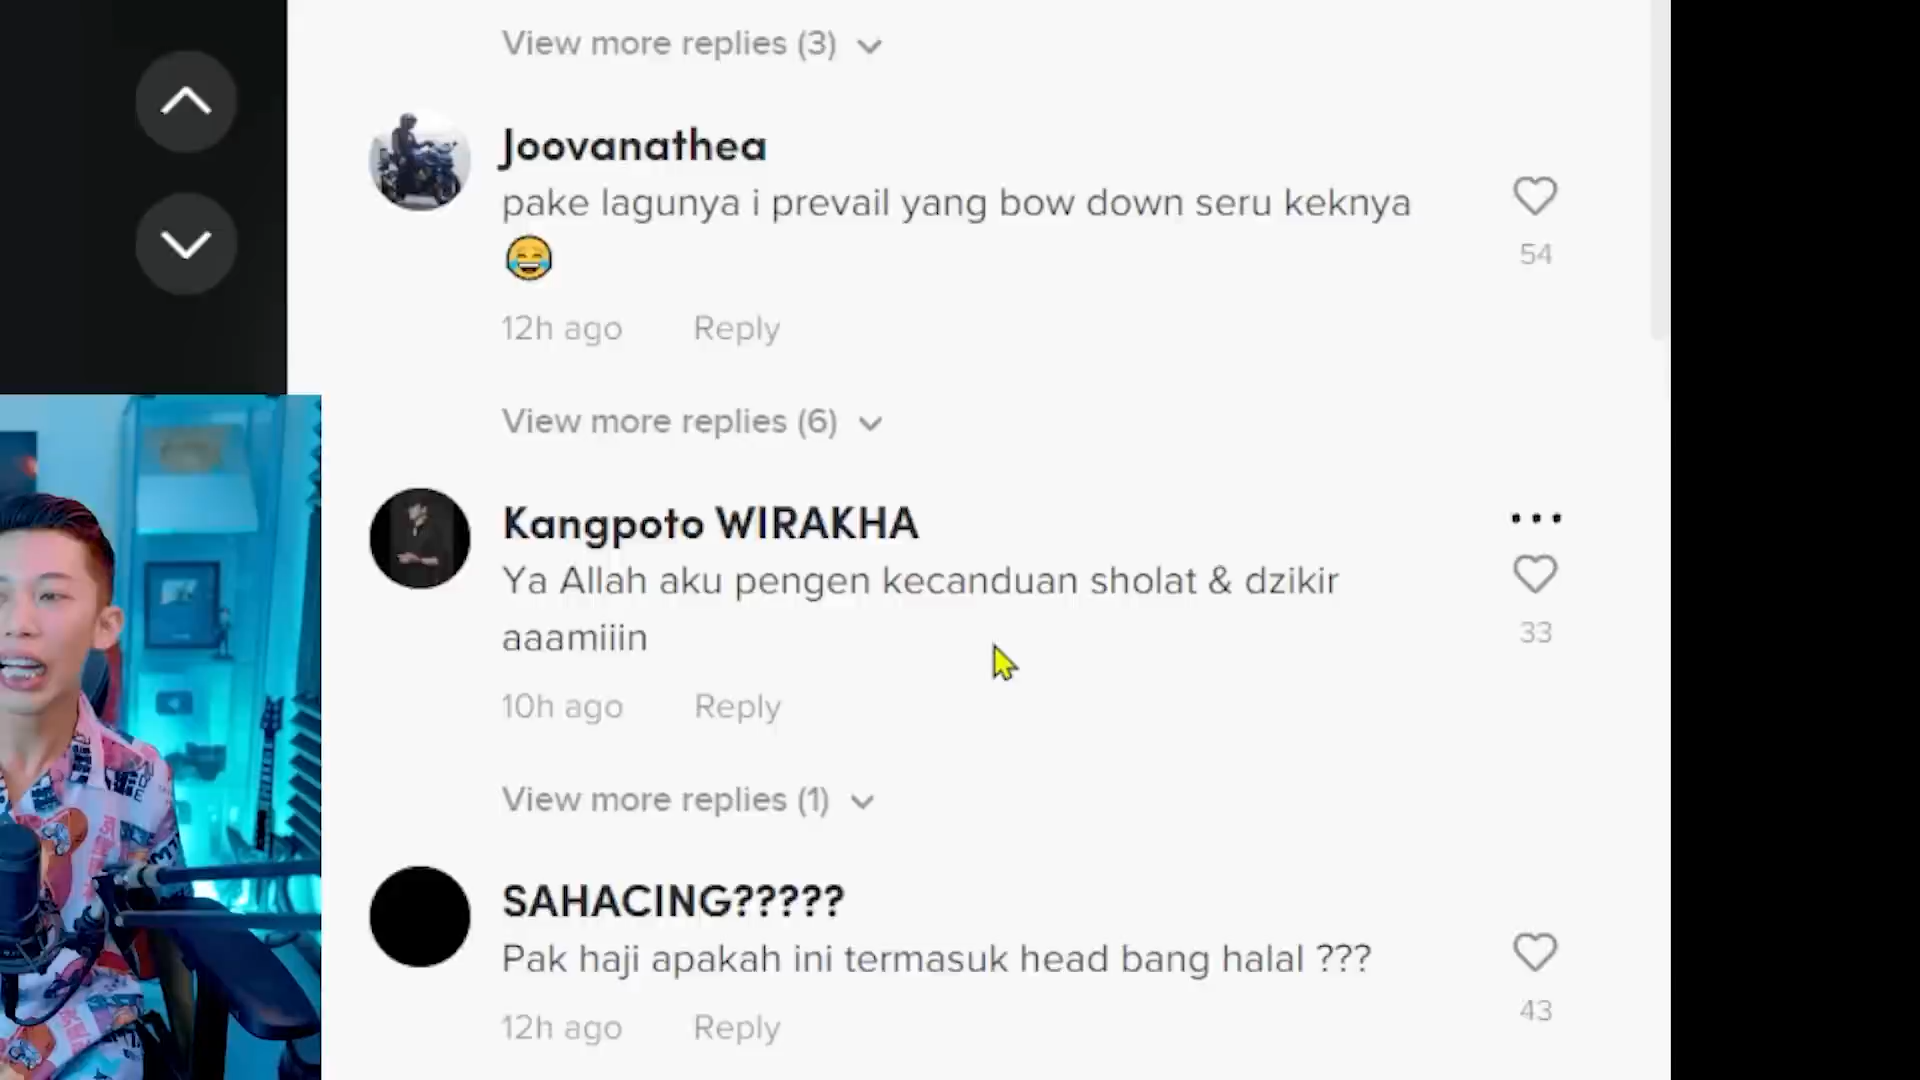 View more replies (3)
Joovanathea
pake lagunya i prevail yang bow down seru keknya
😂
54
12h ago Reply
View more replies (6)
Kangpoto WIRAKHA
Ya Allah aku pengen kecanduan sholat & dzikir
aaamiiin
33
10h ago Reply
View more replies (1)
SAHACING?????
Pak haji apakah ini termasuk head bang halal ???
43
12h ago Reply